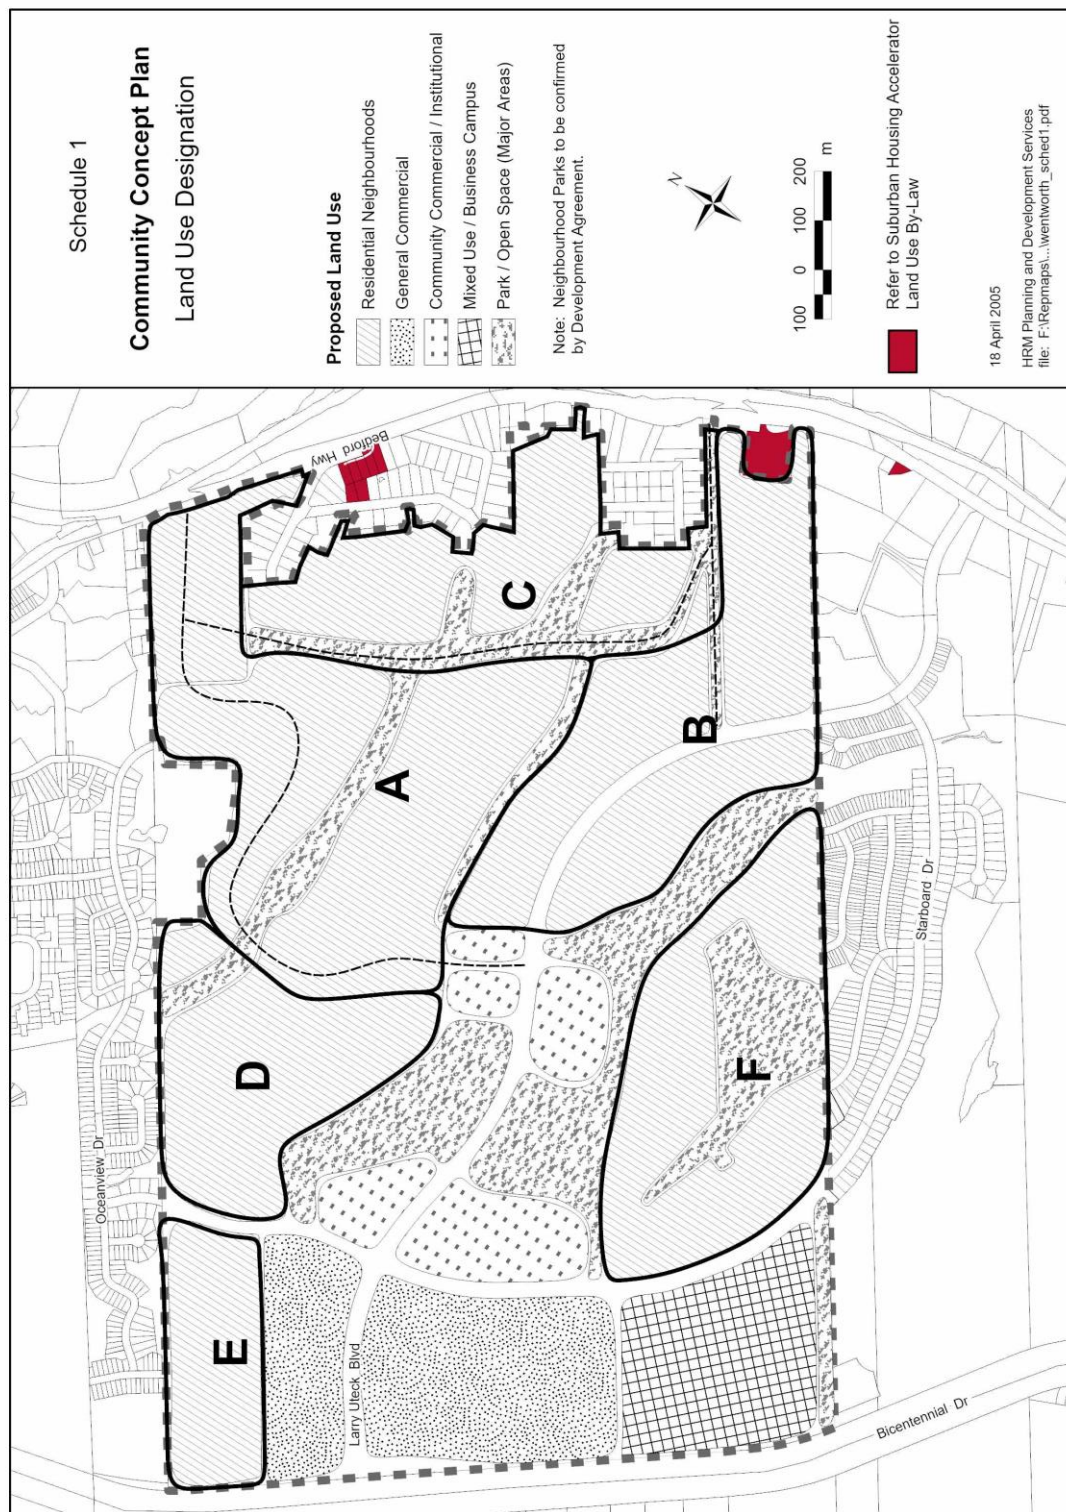 Schedule 1
Community Concept Plan
Land Use Designation
Proposed Land Use
Residential Neighbourhoods
General Commercial
Community Commercial / Institutional
Mixed Use / Business Campus
Park / Open Space (Major Areas)
Note: Neighbourhood Parks to be confirmed
by Development Agreement.
N
100 0 100 200
m
Refer to Suburban Housing Accelerator
Land Use By-Law
18 April 2005
HRM Planning and Development Services
file: F:\Repmaps\...\wentworth_sched1.pdf
Bedford Hwy
C
A
B
D
F
E
Oceanview Dr
Starboard Dr
Larry Uteck Blvd
Bicentennial Dr